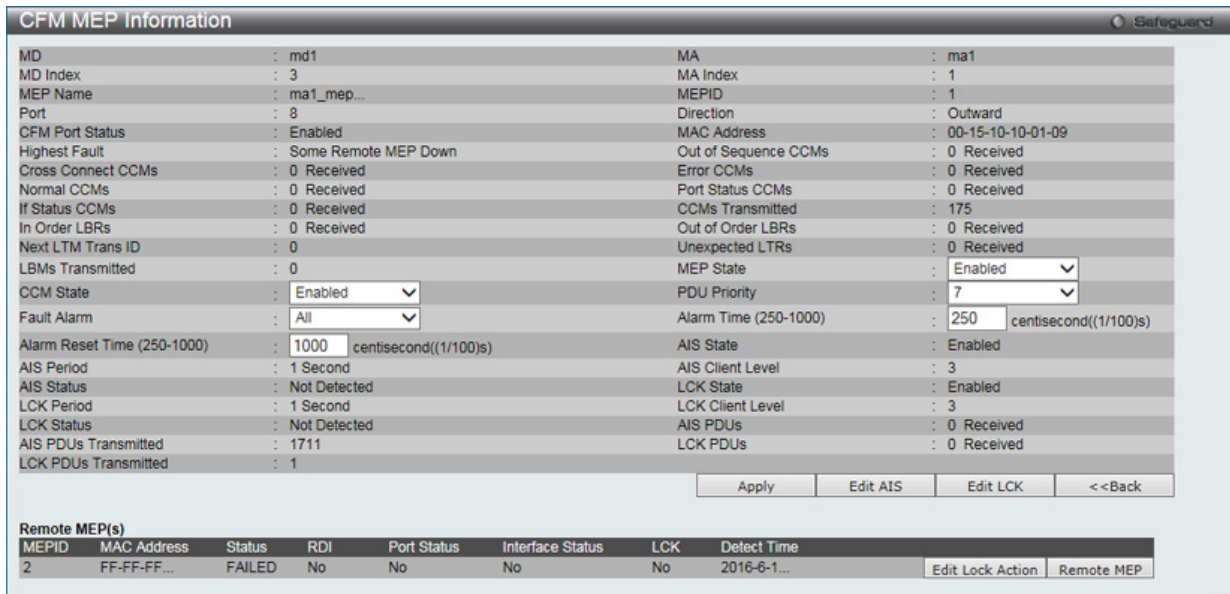 CFM MEP Information Safeguard
MD : md1 MA : ma1
MD Index : 3 MA Index : 1
MEP Name : ma1_mep... MEPID : 1
Port : 8 Direction : Outward
CFM Port Status : Enabled MAC Address : 00-15-10-10-01-09
Highest Fault : Some Remote MEP Down Out of Sequence CCMs : 0 Received
Cross Connect CCMs : 0 Received Error CCMs : 0 Received
Normal CCMs : 0 Received Port Status CCMs : 0 Received
If Status CCMs : 0 Received CCMs Transmitted : 175
In Order LBRs : 0 Received Out of Order LBRs : 0 Received
Next LTM Trans ID : 0 Unexpected LTRs : 0 Received
LBMs Transmitted : 0 MEP State : Enabled
CCM State : Enabled PDU Priority : 7
Fault Alarm : All Alarm Time (250-1000) : 250 centisecond((1/100)s)
Alarm Reset Time (250-1000) : 1000 centisecond((1/100)s) AIS State : Enabled
AIS Period : 1 Second AIS Client Level : 3
AIS Status : Not Detected LCK State : Enabled
LCK Period : 1 Second LCK Client Level : 3
LCK Status : Not Detected AIS PDUs : 0 Received
AIS PDUs Transmitted : 1711 LCK PDUs : 0 Received
LCK PDUs Transmitted : 1
Apply Edit AIS Edit LCK <<Back
Remote MEP(s)
MEPID MAC Address Status RDI Port Status Interface Status LCK Detect Time
2 FF-FF-FF... FAILED No No No No 2016-6-1... Edit Lock Action Remote MEP